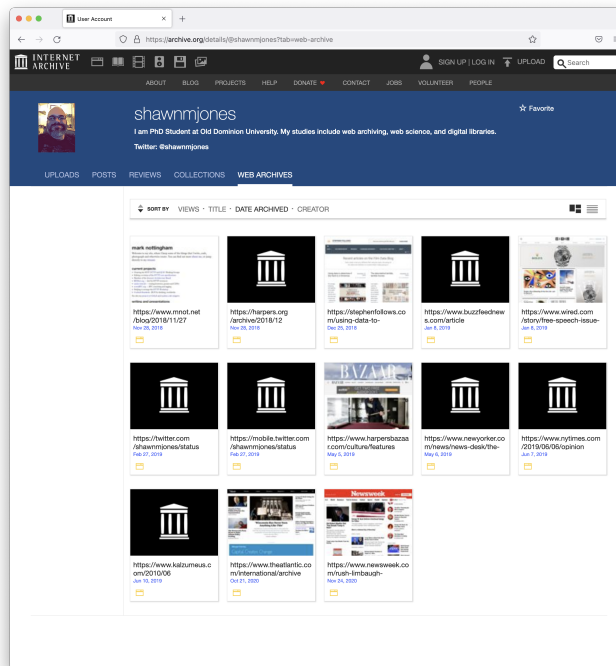 User Account
https://archive.org/details/@shawnmjones?tab=web-archive
INTERNET ARCHIVE
SIGN UP | LOG IN
UPLOAD
Search
ABOUT BLOG PROJECTS HELP DONATE CONTACT JOBS VOLUNTEER PEOPLE
shawnmjones
Favorite
I am PhD Student at Old Dominion University. My studies include web archiving, web science, and digital libraries.
Twitter: @shawnmjones
UPLOADS POSTS REVIEWS COLLECTIONS WEB ARCHIVES
SORT BY VIEWS · TITLE · DATE ARCHIVED · CREATOR
mark nottingham
current projects
https://www.mnot.net
/blog/2018/11/27
Nov 28, 2018
https://harpers.org
/archive/2018/12
Nov 28, 2018
https://stephenfollows.co
m/using-data-to-
Dec 25, 2018
https://www.buzzfeednew
s.com/article
Jan 8, 2019
https://www.wired.com
/story/free-speech-issue-
Jan 8, 2019
BAZAAR
https://twitter.com
/shawnmjones/status
Feb 27, 2019
https://mobile.twitter.com
/shawnmjones/status
Feb 27, 2019
https://www.harpersbazaa
r.com/culture/features
May 5, 2019
https://www.newyorker.co
m/news/news-desk/the-
May 6, 2019
https://www.nytimes.com
/2019/06/06/opinion
Jun 7, 2019
Newsweek
https://www.kalzumeus.c
om/2010/06
Jun 10, 2019
https://www.theatlantic.co
m/international/archive
Oct 21, 2020
https://www.newsweek.co
m/rush-limbaugh-
Nov 24, 2020